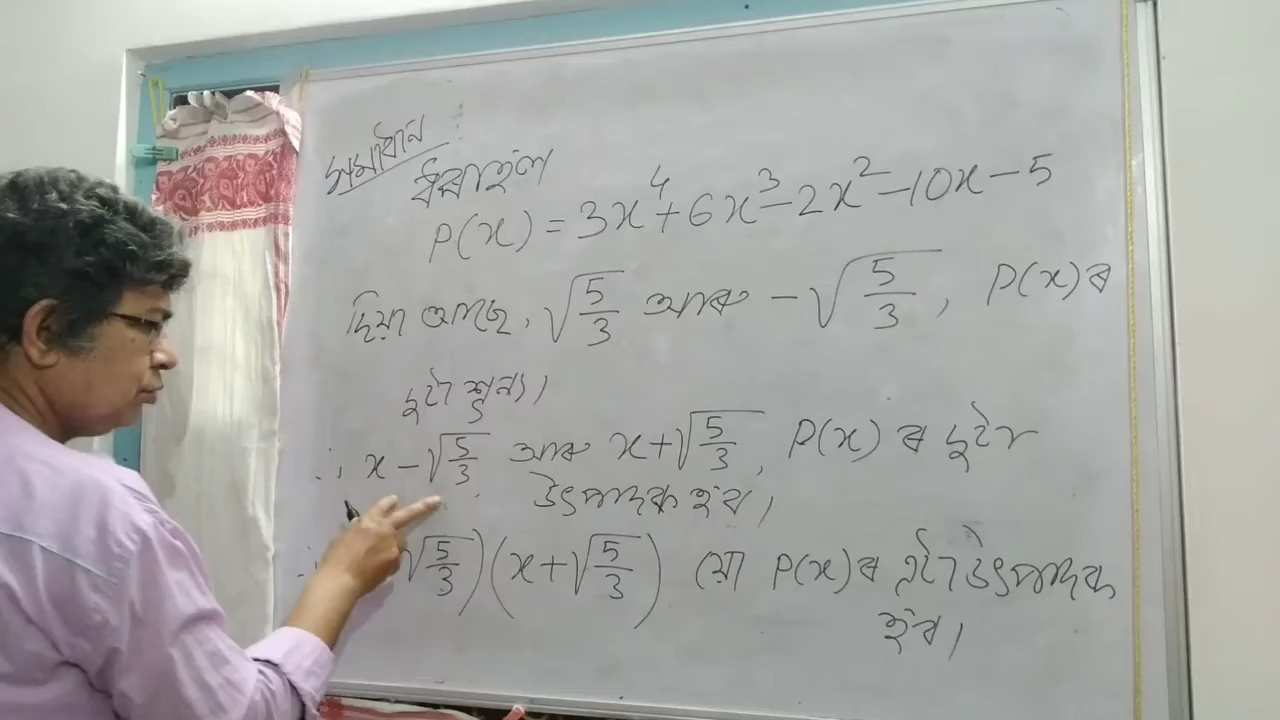 সমাধান :
ধৰাহ'ল
P(x) = 3x⁴+6x³-2x²-10x-5
দিয়া আছে, √5/3 আৰু -√5/3, P(x)ৰ
দুটা শূন্য।
∴ x-√5/3 আৰু x+√5/3, P(x) ৰ দুটা
উৎপাদক হ'ব।
√5/3)(x+√5/3) য়ো P(x)ৰ এটা উৎপাদক
হ'ব।